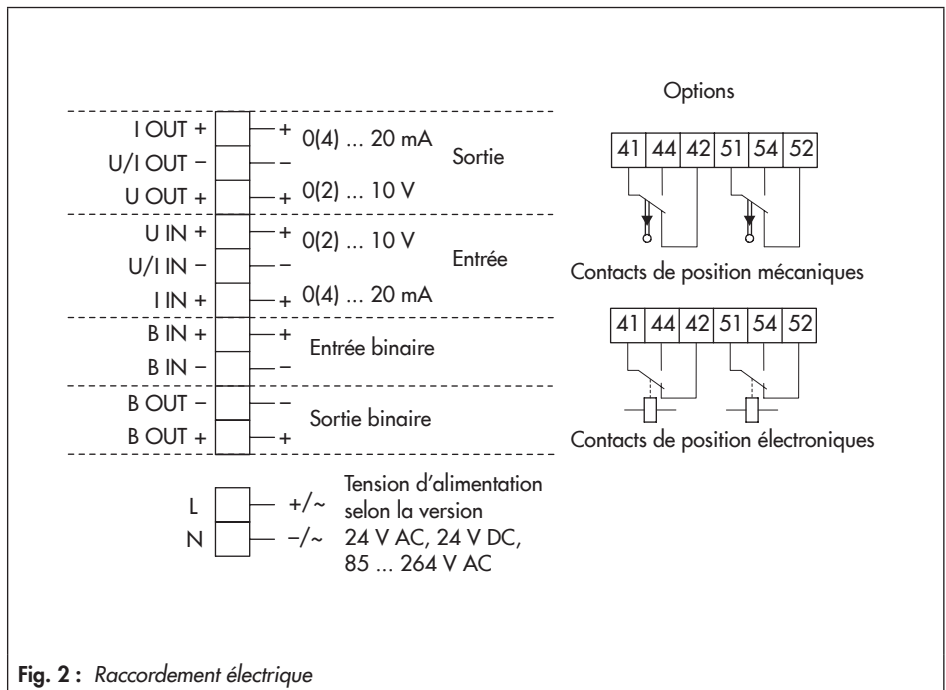 Options
I OUT +
+
0(4) ... 20 mA
Sortie
U/I OUT −
−
U OUT +
+
0(2) ... 10 V
U IN +
+
0(2) ... 10 V
Entrée
U/I IN −
−
I IN +
+
0(4) ... 20 mA
B IN +
+
Entrée binaire
B IN −
−
B OUT −
−
Sortie binaire
B OUT +
+
L
+/~
N
−/~
Tension d'alimentation
selon la version
24 V AC, 24 V DC,
85 ... 264 V AC
41 44 42 51 54 52
Contacts de position mécaniques
41 44 42 51 54 52
Contacts de position électroniques
Fig. 2 : Raccordement électrique